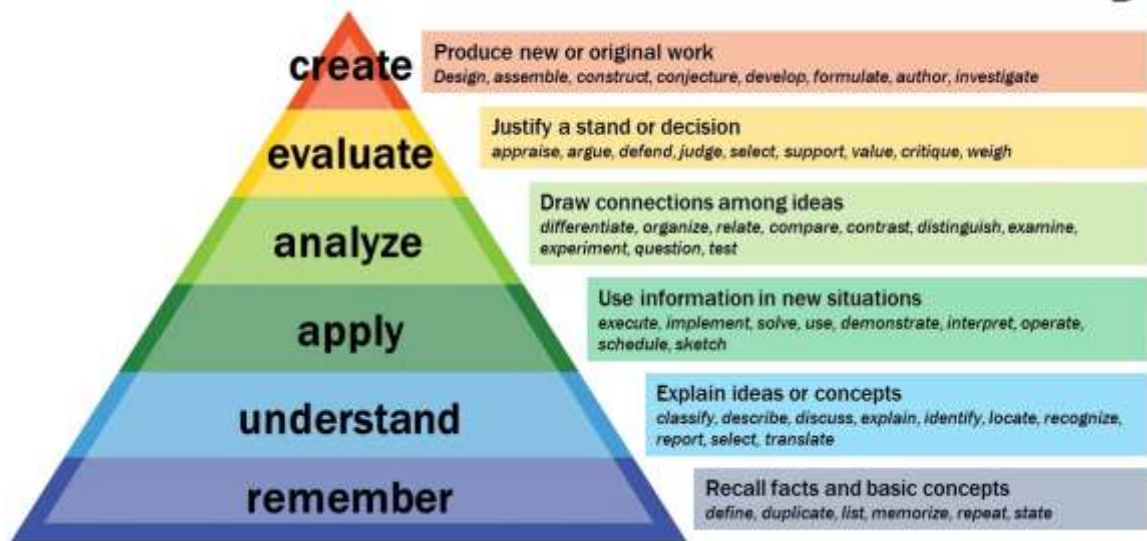 create
Produce new or original work
Design, assemble, construct, conjecture, develop, formulate, author, investigate
evaluate
Justify a stand or decision
appraise, argue, defend, judge, select, support, value, critique, weigh
analyze
Draw connections among ideas
differentiate, organize, relate, compare, contrast, distinguish, examine,
experiment, question, test
apply
Use information in new situations
execute, implement, solve, use, demonstrate, interpret, operate,
schedule, sketch
understand
Explain ideas or concepts
classify, describe, discuss, explain, identify, locate, recognize,
report, select, translate
remember
Recall facts and basic concepts
define, duplicate, list, memorize, repeat, state